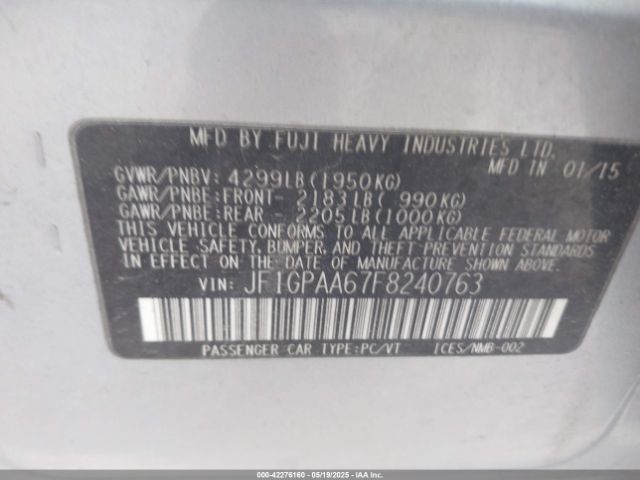 MFD BY FUJI HEAVY INDUSTRIES LTD.
MFD IN 01/15
GVWR/PNBV: 4299LB(1950KG)
GAWR/PNBE:FRONT- 2183LB( 990KG)
GAWR/PNBE:REAR - 2205LB(1000KG)
THIS VEHICLE CONFORMS TO ALL APPLICABLE FEDERAL MOTOR
VEHICLE SAFETY, BUMPER, AND THEFT PREVENTION STANDARDS
IN EFFECT ON THE DATE OF MANUFACTURE SHOWN ABOVE.
VIN: JF1GPAA67F8240763
PASSENGER CAR TYPE:PC/VT ICES/NMB-002
000-42276160 - 05/19/2025 - IAAI.COM